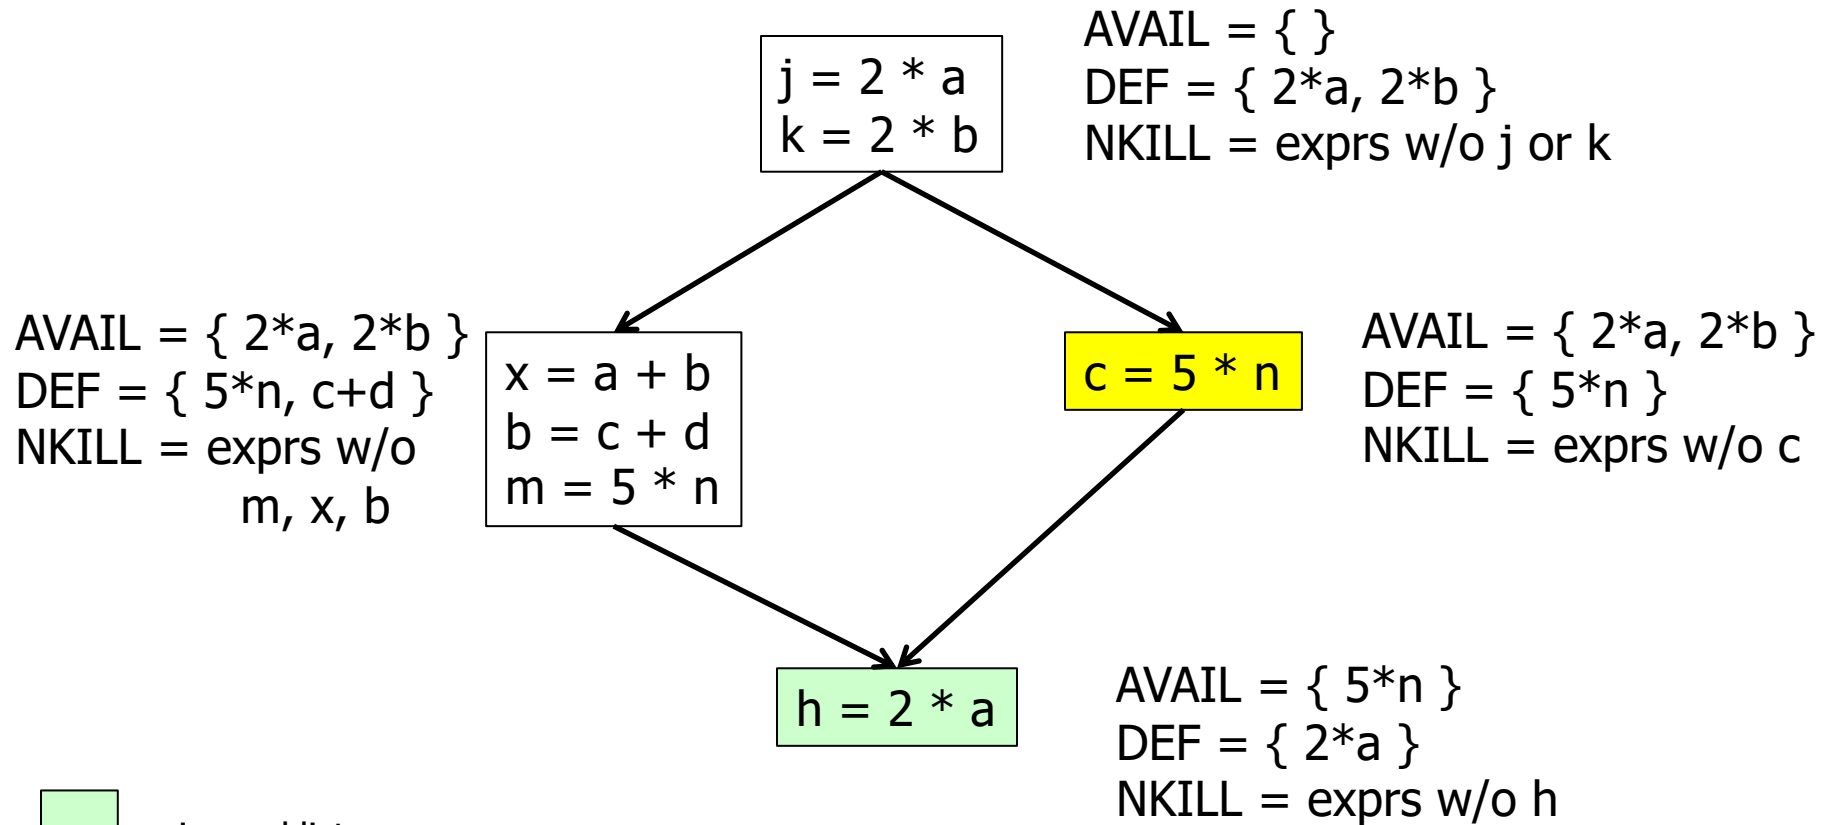 AVAIL = { }
DEF = { 2*a, 2*b }
NKILL = exprs w/o j or k
j = 2 * a
k = 2 * b
AVAIL = { 2*a, 2*b }
DEF = { 5*n, c+d }
NKILL = exprs w/o
m, x, b
x = a + b
b = c + d
m = 5 * n
c = 5 * n
AVAIL = { 2*a, 2*b }
DEF = { 5*n }
NKILL = exprs w/o c
h = 2 * a
AVAIL = { 5*n }
DEF = { 2*a }
NKILL = exprs w/o h